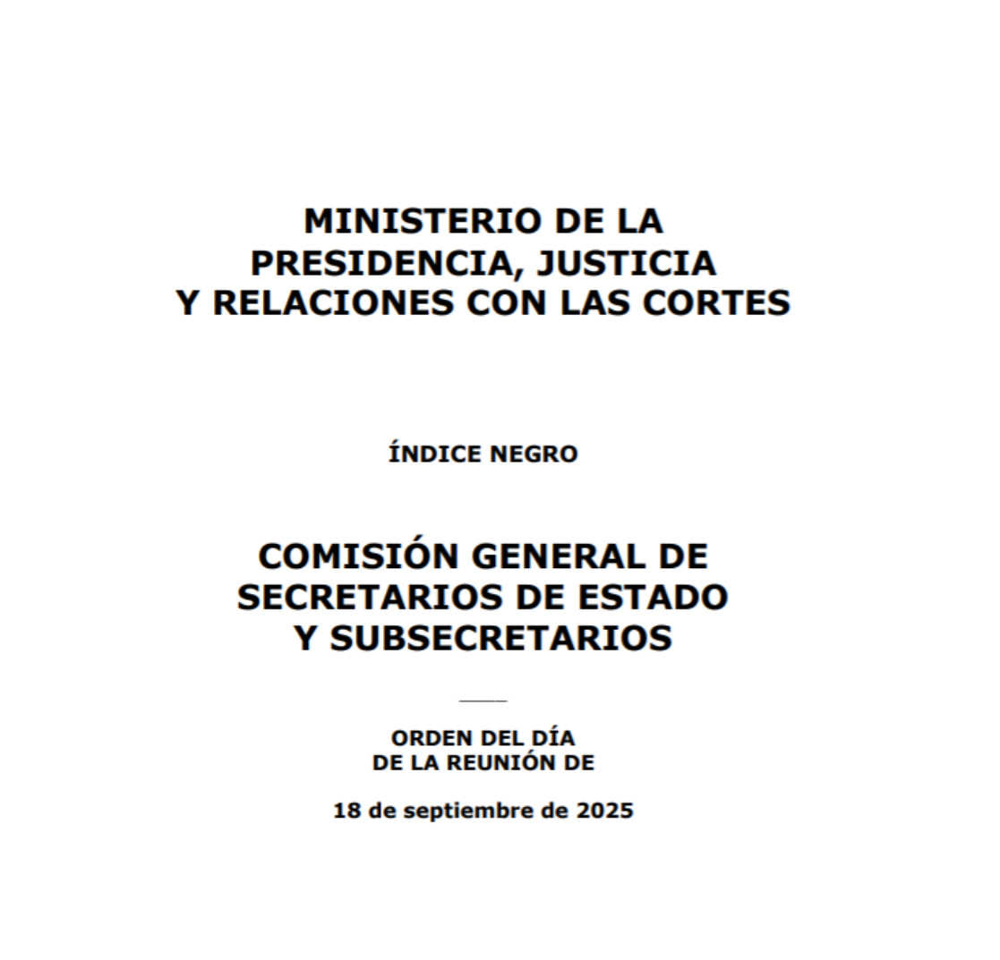 MINISTERIO DE LA
PRESIDENCIA, JUSTICIA
Y RELACIONES CON LAS CORTES
ÍNDICE NEGRO
COMISIÓN GENERAL DE
SECRETARIOS DE ESTADO
Y SUBSECRETARIOS
ORDEN DEL DÍA
DE LA REUNIÓN DE
18 de septiembre de 2025